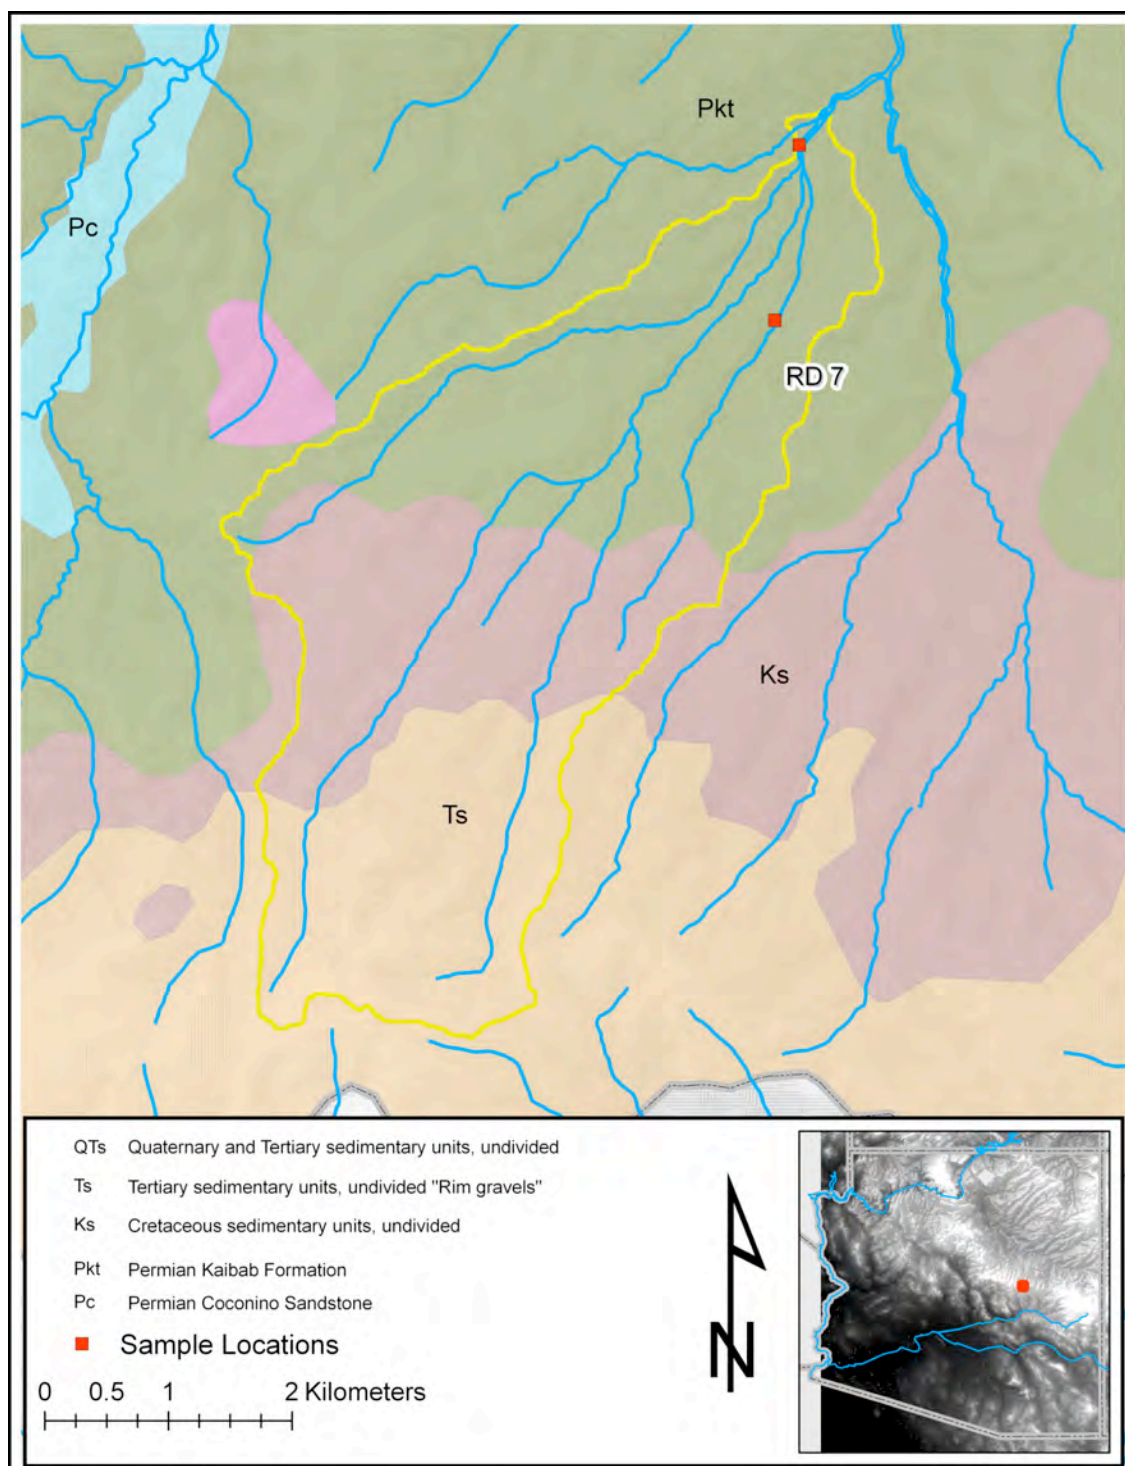 Pkt
Pc
RD 7
Ks
Ts
QTs Quaternary and Tertiary sedimentary units, undivided
Ts Tertiary sedimentary units, undivided "Rim gravels"
Ks Cretaceous sedimentary units, undivided
Pkt Permian Kaibab Formation
Pc Permian Coconino Sandstone
Sample Locations
0 0.5 1 2 Kilometers
N